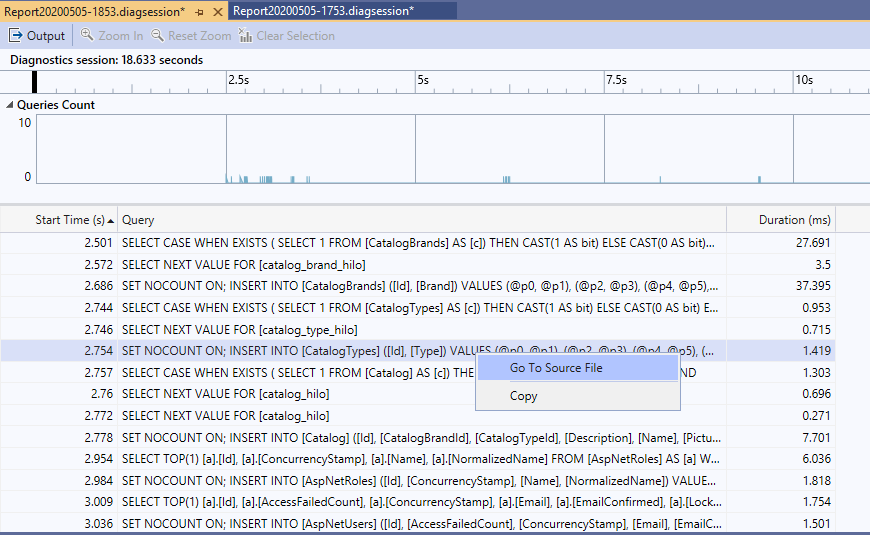 Report20200505-1853.diagsession*
Report20200505-1753.diagsession*
Output Zoom In Reset Zoom Clear Selection
Diagnostics session: 18.633 seconds
2.5s 5s 7.5s 10s
Queries Count
10
0
Start Time (s) Query Duration (ms)
2.501 SELECT CASE WHEN EXISTS ( SELECT 1 FROM [CatalogBrands] AS [c]) THEN CAST(1 AS bit) ELSE CAST(0 AS bit)... 27.691
2.572 SELECT NEXT VALUE FOR [catalog_brand_hilo] 3.5
2.686 SET NOCOUNT ON; INSERT INTO [CatalogBrands] ([Id], [Brand]) VALUES (@p0, @p1), (@p2, @p3), (@p4, @p5),... 37.395
2.744 SELECT CASE WHEN EXISTS ( SELECT 1 FROM [CatalogTypes] AS [c]) THEN CAST(1 AS bit) ELSE CAST(0 AS bit) E... 0.953
2.746 SELECT NEXT VALUE FOR [catalog_type_hilo] 0.715
2.754 SET NOCOUNT ON; INSERT INTO [CatalogTypes] ([Id], [Type]) VALUES (@p0, @p1), (@p2, @p3), (@p4, @p5), (... 1.419
2.757 SELECT CASE WHEN EXISTS ( SELECT 1 FROM [Catalog] AS [c]) THE ND 1.303
Go To Source File
2.76 SELECT NEXT VALUE FOR [catalog_hilo] 0.696
Copy
2.772 SELECT NEXT VALUE FOR [catalog_hilo] 0.271
2.778 SET NOCOUNT ON; INSERT INTO [Catalog] ([Id], [CatalogBrandId], [CatalogTypeId], [Description], [Name], [Pictu... 7.701
2.954 SELECT TOP(1) [a].[Id], [a].[ConcurrencyStamp], [a].[Name], [a].[NormalizedName] FROM [AspNetRoles] AS [a] W... 6.036
2.984 SET NOCOUNT ON; INSERT INTO [AspNetRoles] ([Id], [ConcurrencyStamp], [Name], [NormalizedName]) VALUE... 1.818
3.009 SELECT TOP(1) [a].[Id], [a].[AccessFailedCount], [a].[ConcurrencyStamp], [a].[Email], [a].[EmailConfirmed], [a].[Lock... 1.754
3.036 SET NOCOUNT ON; INSERT INTO [AspNetUsers] ([Id], [AccessFailedCount], [ConcurrencyStamp], [Email], [EmailC... 1.501